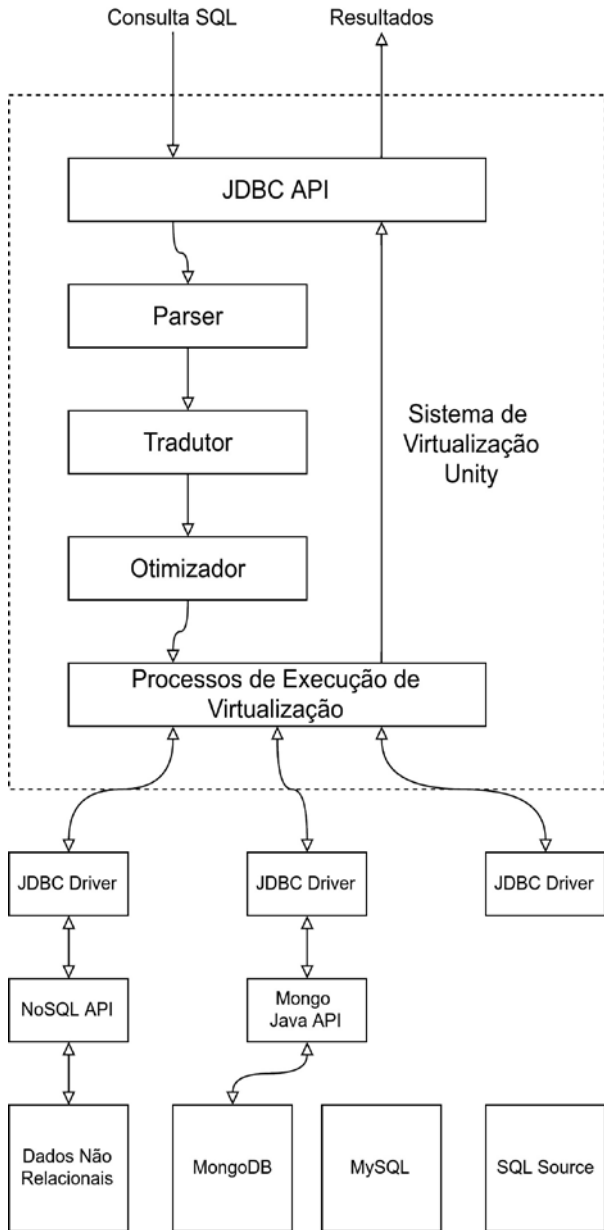 Consulta SQL
Resultados
JDBC API
Parser
Tradutor
Sistema de
Virtualização
Unity
Otimizador
Processos de Execução de
Virtualização
JDBC Driver
JDBC Driver
JDBC Driver
NoSQL API
Mongo
Java API
Dados Não
Relacionais
MongoDB
MySQL
SQL Source